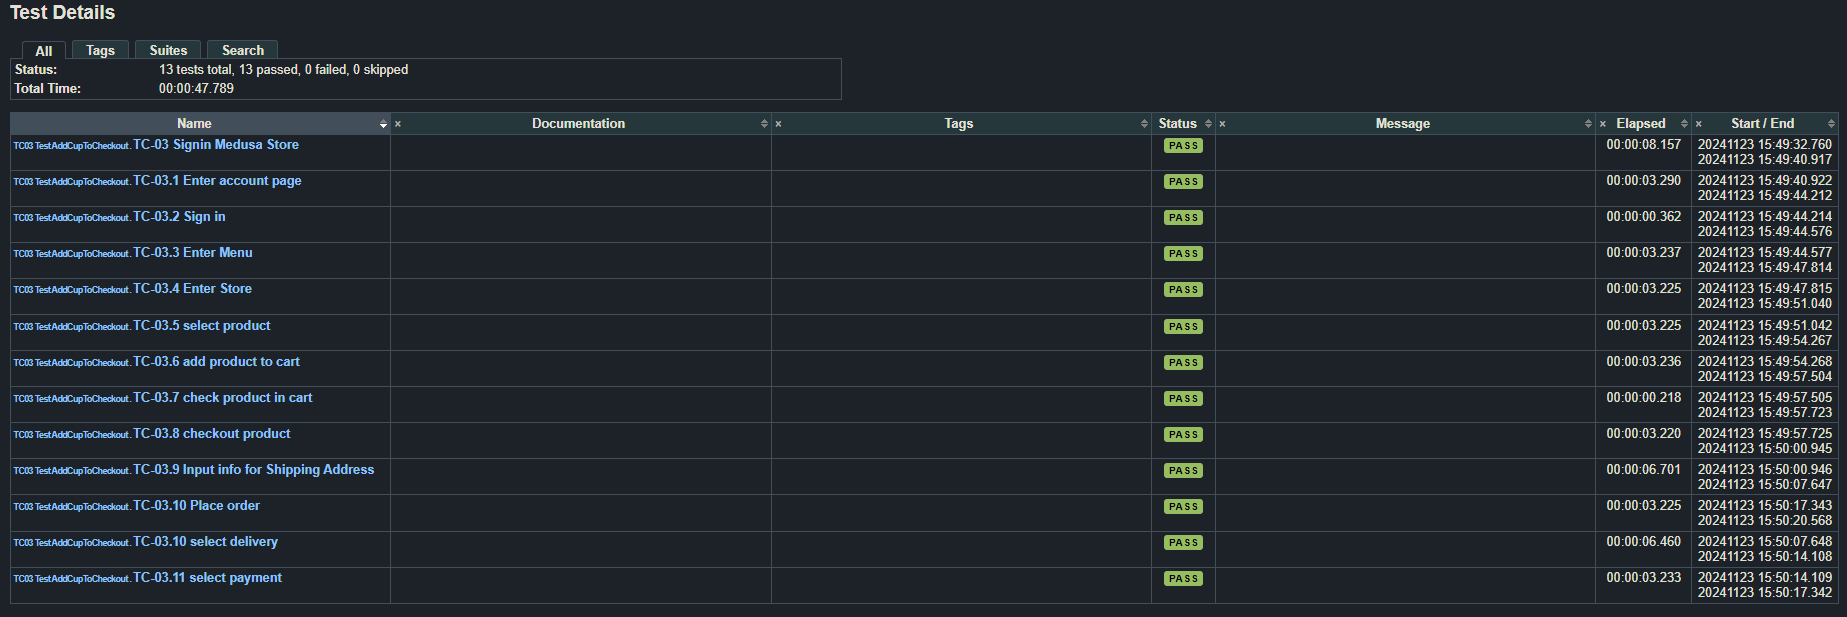 Test Details
All Tags Suites Search
Status: 13 tests total, 13 passed, 0 failed, 0 skipped
Total Time: 00:00:47.789
Name × Documentation × Tags Status × Message × Elapsed × Start / End
TC03 TestAddCupToCheckout. TC-03 Signin Medusa Store PASS 00:00:08.157 20241123 15:49:32.760
20241123 15:49:40.917
TC03 TestAddCupToCheckout. TC-03.1 Enter account page PASS 00:00:03.290 20241123 15:49:40.922
20241123 15:49:44.212
TC03 TestAddCupToCheckout. TC-03.2 Sign in PASS 00:00:00.362 20241123 15:49:44.214
20241123 15:49:44.576
TC03 TestAddCupToCheckout. TC-03.3 Enter Menu PASS 00:00:03.237 20241123 15:49:44.577
20241123 15:49:47.814
TC03 TestAddCupToCheckout. TC-03.4 Enter Store PASS 00:00:03.225 20241123 15:49:47.815
20241123 15:49:51.040
TC03 TestAddCupToCheckout. TC-03.5 select product PASS 00:00:03.225 20241123 15:49:51.042
20241123 15:49:54.267
TC03 TestAddCupToCheckout. TC-03.6 add product to cart PASS 00:00:03.236 20241123 15:49:54.268
20241123 15:49:57.504
TC03 TestAddCupToCheckout. TC-03.7 check product in cart PASS 00:00:00.218 20241123 15:49:57.505
20241123 15:49:57.723
TC03 TestAddCupToCheckout. TC-03.8 checkout product PASS 00:00:03.220 20241123 15:49:57.725
20241123 15:50:00.945
TC03 TestAddCupToCheckout. TC-03.9 Input info for Shipping Address PASS 00:00:06.701 20241123 15:50:00.946
20241123 15:50:07.647
TC03 TestAddCupToCheckout. TC-03.10 Place order PASS 00:00:03.225 20241123 15:50:17.343
20241123 15:50:20.568
TC03 TestAddCupToCheckout. TC-03.10 select delivery PASS 00:00:06.460 20241123 15:50:07.648
20241123 15:50:14.108
TC03 TestAddCupToCheckout. TC-03.11 select payment PASS 00:00:03.233 20241123 15:50:14.109
20241123 15:50:17.342